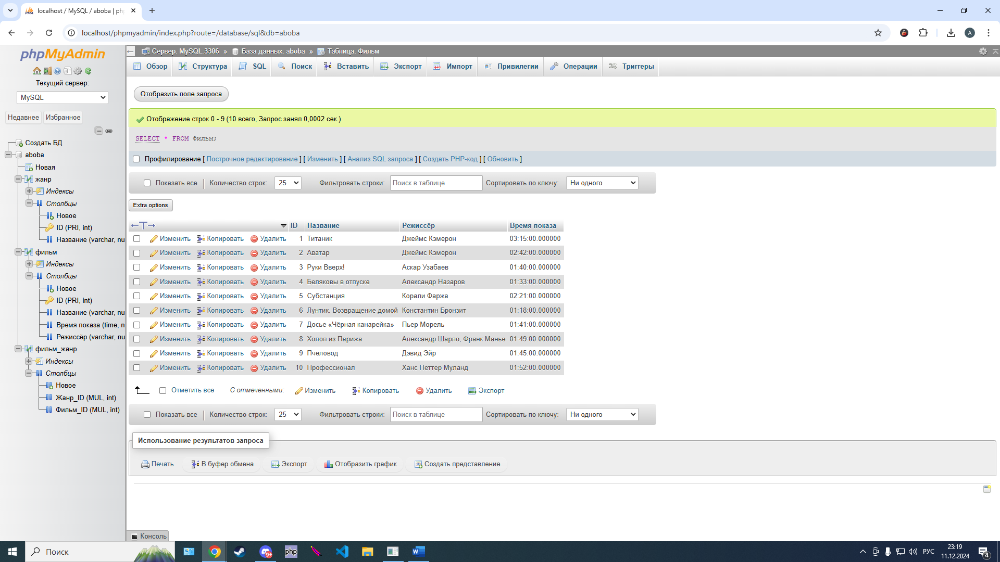 localhost / MySQL / aboba | ph
localhost/phpmyadmin/index.php?route=/database/sql&db=aboba
A
phpMyAdmin
Текущий сервер:
MySQL
Недавнее Избранное
Создать БД
aboba
Новая
жанр
Индексы
Столбцы
Новое
ID (PRI, int)
Название (varchar, nu
фильм
Индексы
Столбцы
Новое
ID (PRI, int)
Название (varchar, nu
Время показа (time, n
Режиссёр (varchar, nu
фильм_жанр
Индексы
Столбцы
Новое
Жанр_ID (MUL, int)
Фильм_ID (MUL, int)
Сервер: MySQL:3306 » База данных: aboba » Таблица: Фильм
Обзор Структура SQL Поиск Вставить Экспорт Импорт Привилегии Операции Триггеры
Отобразить поле запроса
Отображение строк 0 - 9 (10 всего, Запрос занял 0,0002 сек.)
SELECT * FROM Фильм;
Профилирование [ Построчное редактирование ] [ Изменить ] [ Анализ SQL запроса ] [ Создать PHP-код ] [ Обновить ]
Показать все Количество строк: 25 Фильтровать строки: Поиск в таблице Сортировать по ключу: Ни одного
Extra options
←T→ ID Название Режиссёр Время показа
Изменить Копировать Удалить 1 Титаник Джеймс Кэмерон 03:15:00.000000
Изменить Копировать Удалить 2 Аватар Джеймс Кэмерон 02:42:00.000000
Изменить Копировать Удалить 3 Руки Вверх! Аскар Узабаев 01:40:00.000000
Изменить Копировать Удалить 4 Беляковы в отпуске Александр Назаров 01:33:00.000000
Изменить Копировать Удалить 5 Субстанция Корали Фаржа 02:21:00.000000
Изменить Копировать Удалить 6 Лунтик. Возвращение домой Константин Бронзит 01:18:00.000000
Изменить Копировать Удалить 7 Досье «Чёрная канарейка» Пьер Морель 01:41:00.000000
Изменить Копировать Удалить 8 Холоп из Парижа Александр Шарло, Франк Манье 01:49:00.000000
Изменить Копировать Удалить 9 Пчеловод Дэвид Эйр 01:45:00.000000
Изменить Копировать Удалить 10 Профессионал Ханс Петтер Муланд 01:52:00.000000
Отметить все С отмеченными: Изменить Копировать Удалить Экспорт
Показать все Количество строк: 25 Фильтровать строки: Поиск в таблице Сортировать по ключу: Ни одного
Использование результатов запроса
Печать В буфер обмена Экспорт Отобразить график Создать представление
Консоль
Поиск
9+
php
W
РУС
23:19
11.12.2024
4